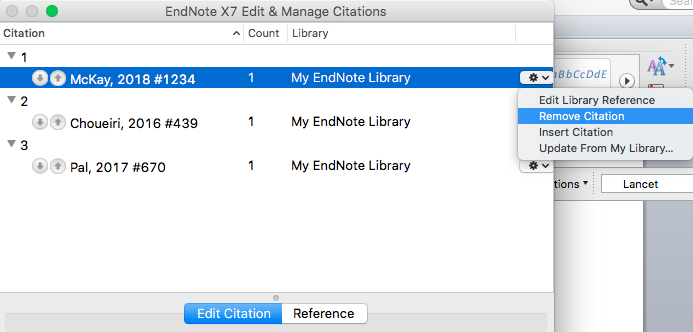 EndNote X7 Edit & Manage Citations
Citation Count Library
1
McKay, 2018 #1234 1 My EndNote Library
2
Choueiri, 2016 #439 1 My EndNote Library
3
Pal, 2017 #670 1 My EndNote Library
Edit Citation Reference
AaBbCcDdE
Edit Library Reference
Remove Citation
Insert Citation
Update From My Library...
Lancet